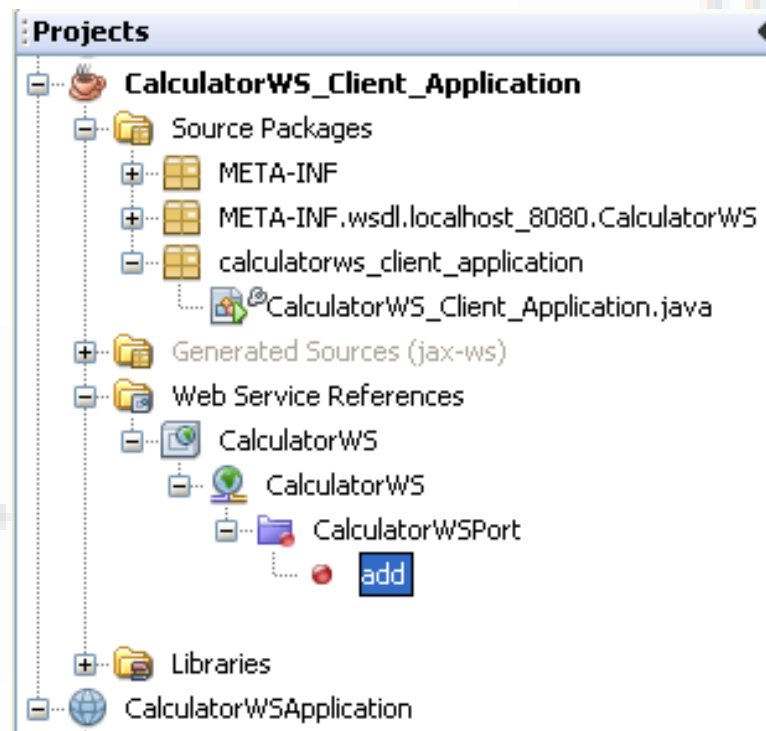 Projects
CalculatorWS_Client_Application
Source Packages
META-INF
META-INF.wsdl.localhost_8080.CalculatorWS
calculatorws_client_application
CalculatorWS_Client_Application.java
Generated Sources (jax-ws)
Web Service References
CalculatorWS
CalculatorWS
CalculatorWSPort
add
Libraries
CalculatorWSApplication